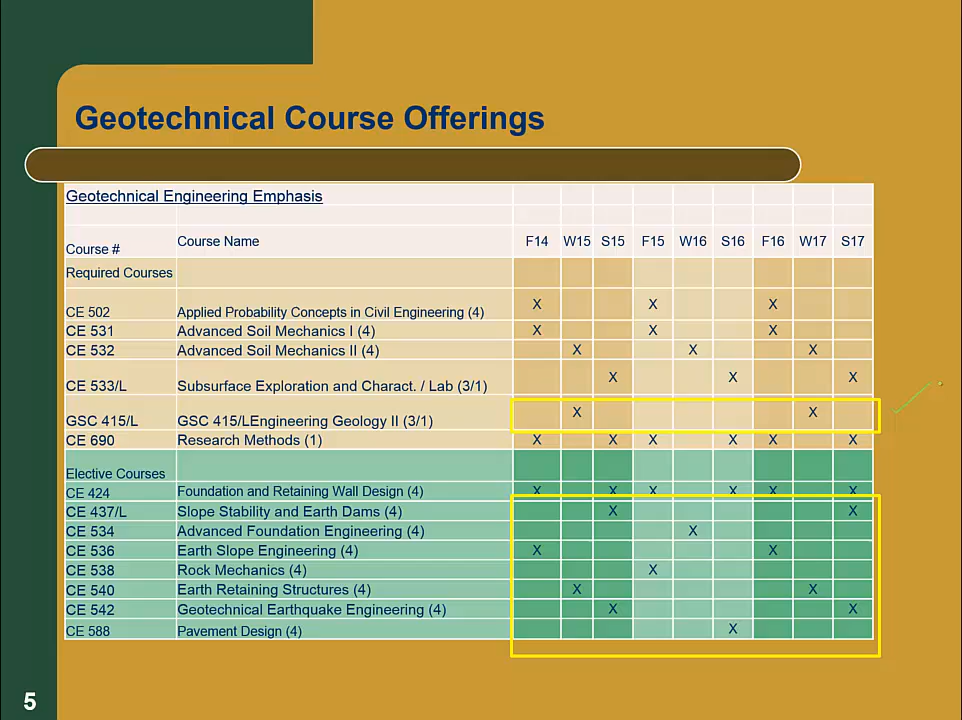 Geotechnical Course Offerings
Geotechnical Engineering Emphasis
Course # Course Name F14 W15 S15 F15 W16 S16 F16 W17 S17
Required Courses
CE 502 Applied Probability Concepts in Civil Engineering (4) X X X
CE 531 Advanced Soil Mechanics I (4) X X X
CE 532 Advanced Soil Mechanics II (4) X X X
CE 533/L Subsurface Exploration and Charact. / Lab (3/1) X X X
GSC 415/L GSC 415/LEngineering Geology II (3/1) X X
CE 690 Research Methods (1) X X X X X X
Elective Courses
CE 424 Foundation and Retaining Wall Design (4) X X X X X X
CE 437/L Slope Stability and Earth Dams (4) X X
CE 534 Advanced Foundation Engineering (4) X
CE 536 Earth Slope Engineering (4) X X
CE 538 Rock Mechanics (4) X
CE 540 Earth Retaining Structures (4) X X
CE 542 Geotechnical Earthquake Engineering (4) X X
CE 588 Pavement Design (4) X
5